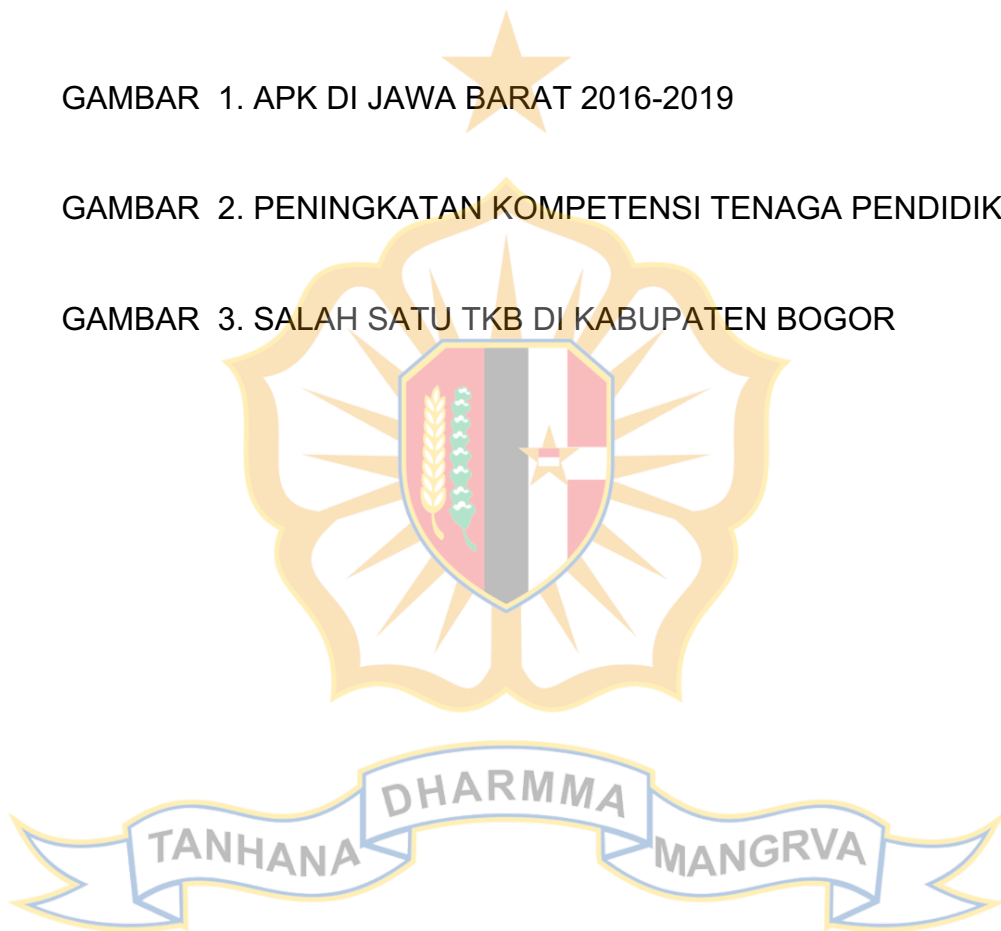 GAMBAR 1. APK DI JAWA BARAT 2016-2019
GAMBAR 2. PENINGKATAN KOMPETENSI TENAGA PENDIDIK
GAMBAR 3. SALAH SATU TKB DI KABUPATEN BOGOR
TANHANA DHARMMA MANGRVA